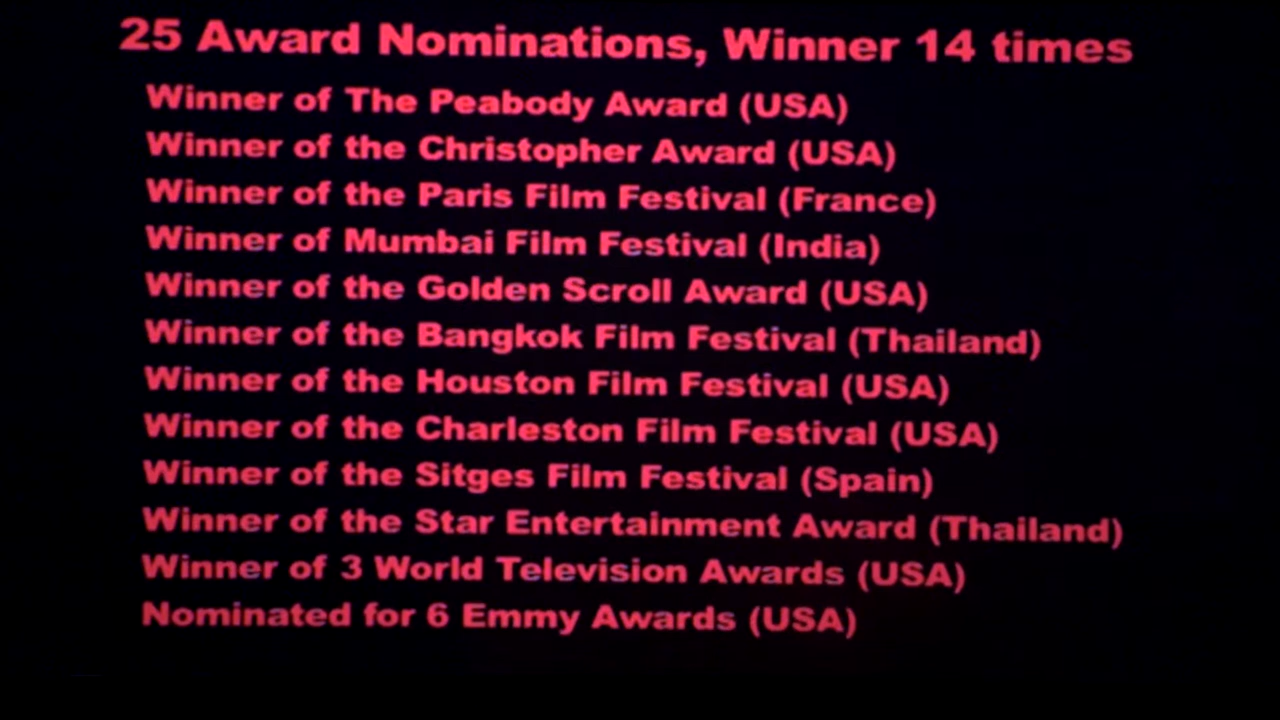 25 Award Nominations, Winner 14 times
Winner of The Peabody Award (USA)
Winner of the Christopher Award (USA)
Winner of the Paris Film Festival (France)
Winner of Mumbai Film Festival (India)
Winner of the Golden Scroll Award (USA)
Winner of the Bangkok Film Festival (Thailand)
Winner of the Houston Film Festival (USA)
Winner of the Charleston Film Festival (USA)
Winner of the Sitges Film Festival (Spain)
Winner of the Star Entertainment Award (Thailand)
Winner of 3 World Television Awards (USA)
Nominated for 6 Emmy Awards (USA)